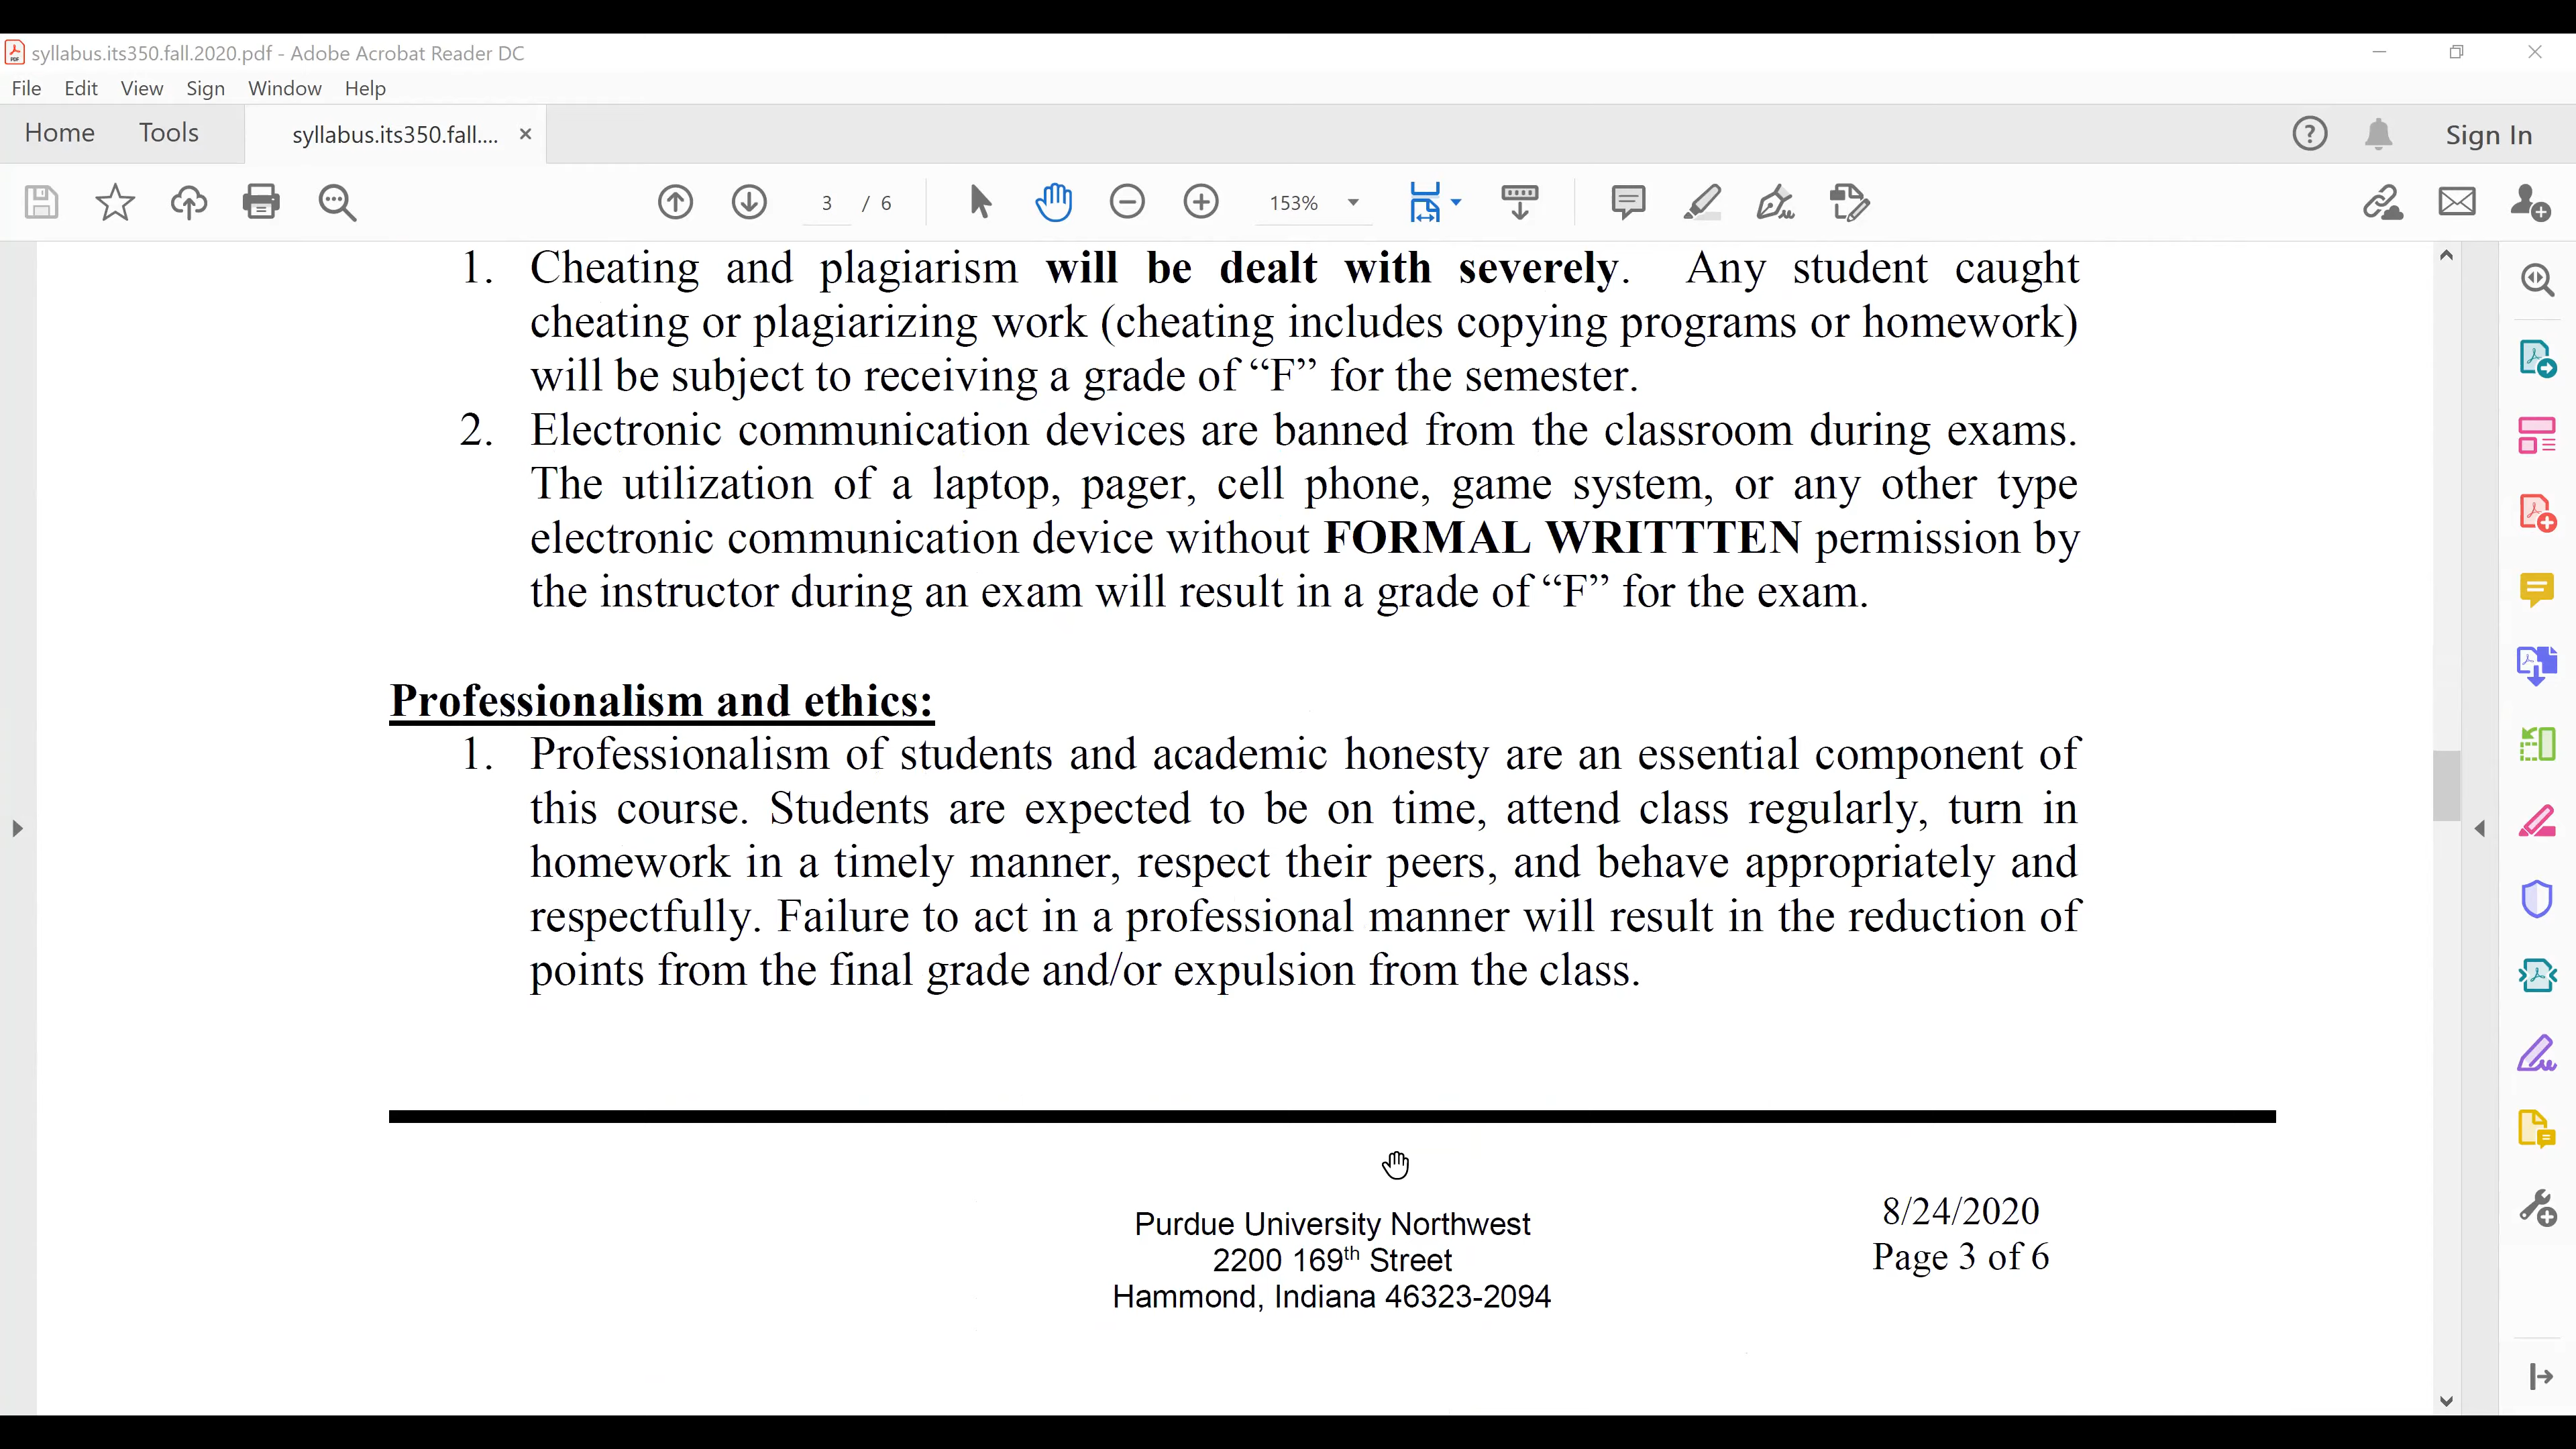 syllabus.its350.fall.2020.pdf - Adobe Acrobat Reader DC
File Edit View Sign Window Help
Home Tools syllabus.its350.fall.... × Sign In
3 / 6 153%
1. Cheating and plagiarism will be dealt with severely. Any student caught
cheating or plagiarizing work (cheating includes copying programs or homework)
will be subject to receiving a grade of “F” for the semester.
2. Electronic communication devices are banned from the classroom during exams.
The utilization of a laptop, pager, cell phone, game system, or any other type
electronic communication device without FORMAL WRITTTEN permission by
the instructor during an exam will result in a grade of “F” for the exam.
Professionalism and ethics:
1. Professionalism of students and academic honesty are an essential component of
this course. Students are expected to be on time, attend class regularly, turn in
homework in a timely manner, respect their peers, and behave appropriately and
respectfully. Failure to act in a professional manner will result in the reduction of
points from the final grade and/or expulsion from the class.
Purdue University Northwest
2200 169th Street
Hammond, Indiana 46323-2094
8/24/2020
Page 3 of 6